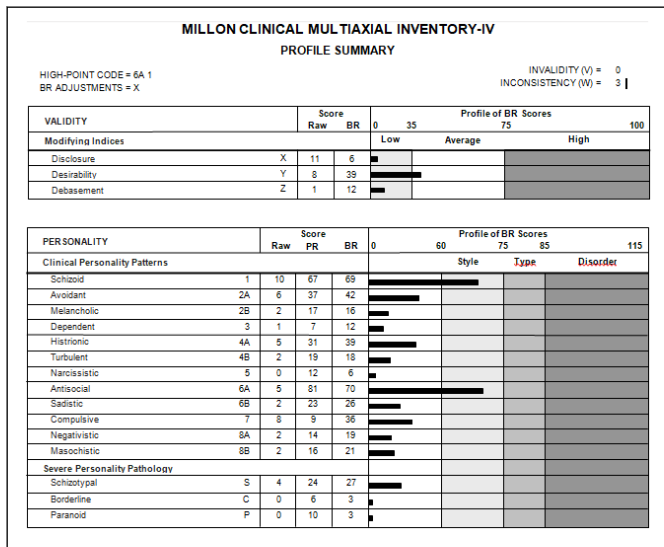 MILLON CLINICAL MULTIAXIAL INVENTORY-IV
PROFILE SUMMARY
HIGH-POINT CODE = 6A 1
BR ADJUSTMENTS = X
INVALIDITY (V) = 0
INCONSISTENCY (W) = 3
VALIDITY Score Profile of BR Scores
Raw BR 0 35 75 100
Modifying Indices Low Average High
Disclosure X 11 6
Desirability Y 8 39
Debasement Z 1 12
PERSONALITY Score Profile of BR Scores
Raw PR BR 0 60 75 85 115
Clinical Personality Patterns Style Type Disorder
Schizoid 1 10 67 69
Avoidant 2A 6 37 42
Melancholic 2B 2 17 16
Dependent 3 1 7 12
Histrionic 4A 5 31 39
Turbulent 4B 2 19 18
Narcissistic 5 0 12 6
Antisocial 6A 5 81 70
Sadistic 6B 2 23 26
Compulsive 7 8 9 36
Negativistic 8A 2 14 19
Masochistic 8B 2 16 21
Severe Personality Pathology
Schizotypal S 4 24 27
Borderline C 0 6 3
Paranoid P 0 10 3